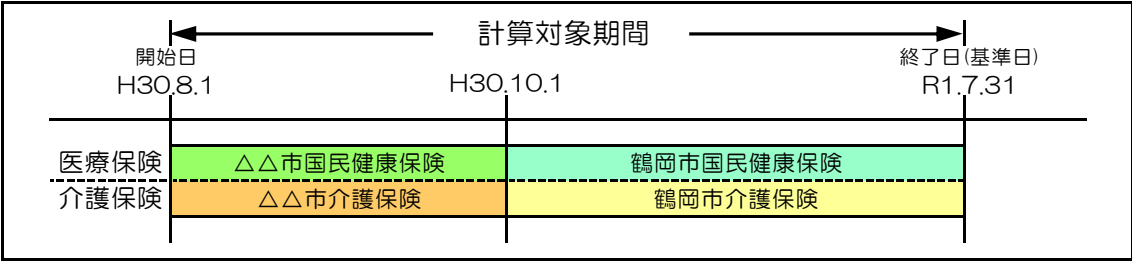 計算対象期間
開始日
終了日(基準日)
H30.8.1
H30.10.1
R1.7.31
医療保険
△△市国民健康保険
鶴岡市国民健康保険
介護保険
△△市介護保険
鶴岡市介護保険